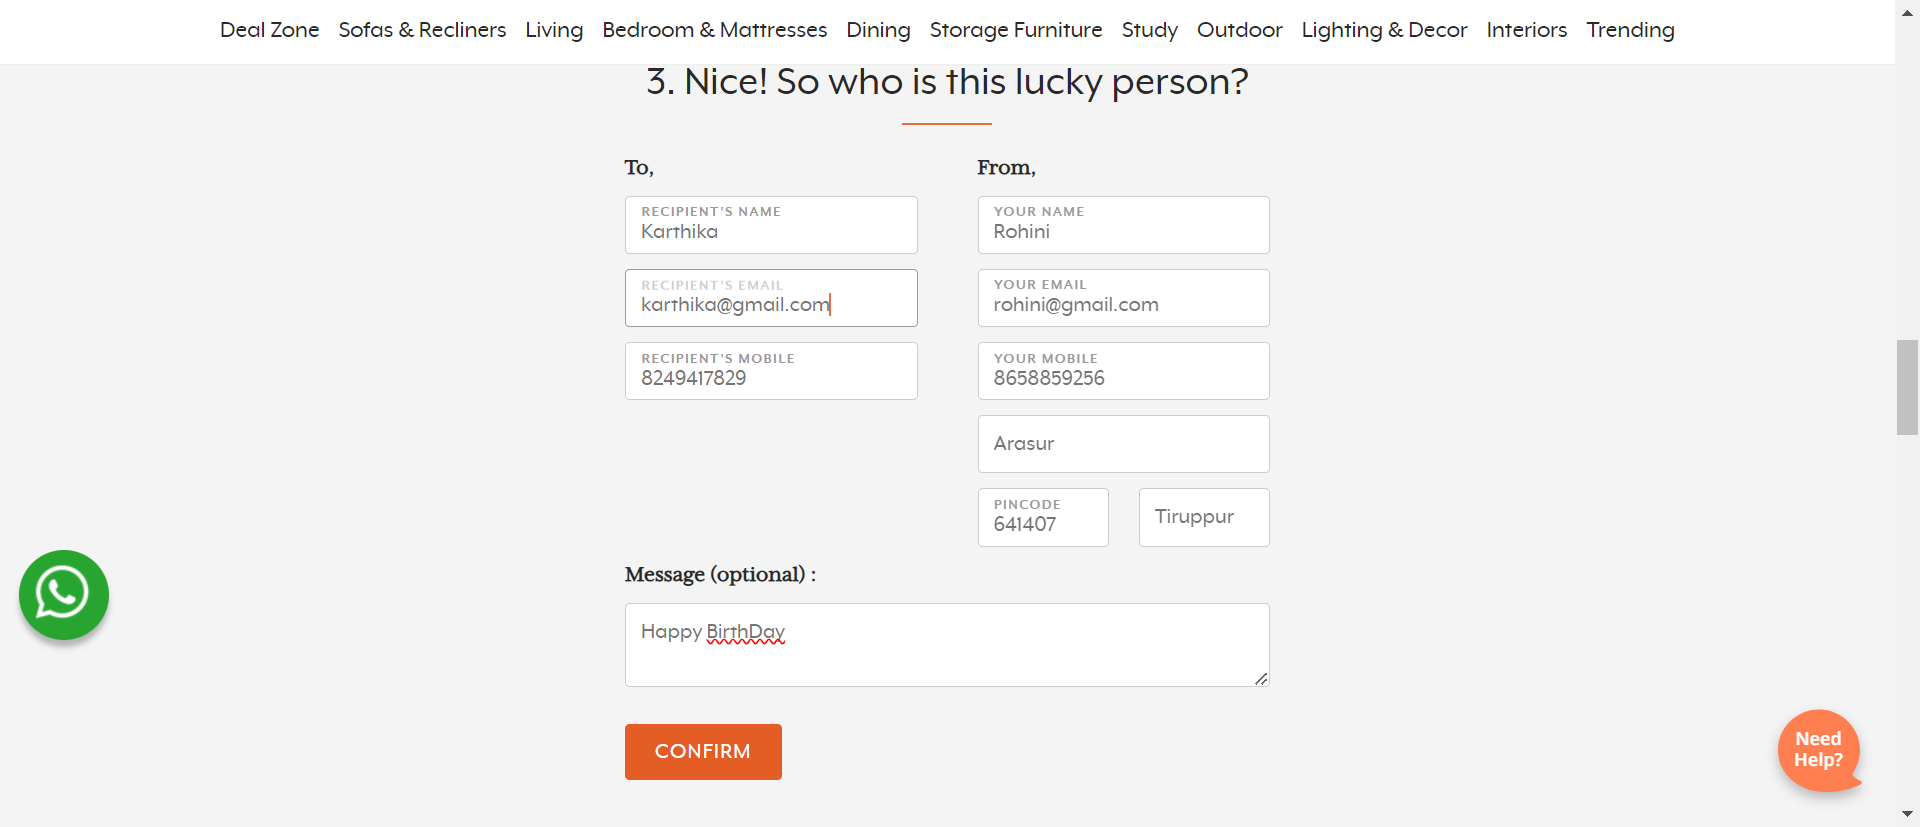 Deal Zone Sofas & Recliners Living Bedroom & Mattresses Dining Storage Furniture Study Outdoor Lighting & Decor Interiors Trending
3. Nice! So who is this lucky person?
To,
RECIPIENT'S NAME
Karthika
RECIPIENT'S EMAIL
karthika@gmail.com
RECIPIENT'S MOBILE
8249417829
From,
YOUR NAME
Rohini
YOUR EMAIL
rohini@gmail.com
YOUR MOBILE
8658859256
Arasur
PINCODE
641407
Tiruppur
Message (optional) :
Happy BirthDay
CONFIRM
Need
Help?